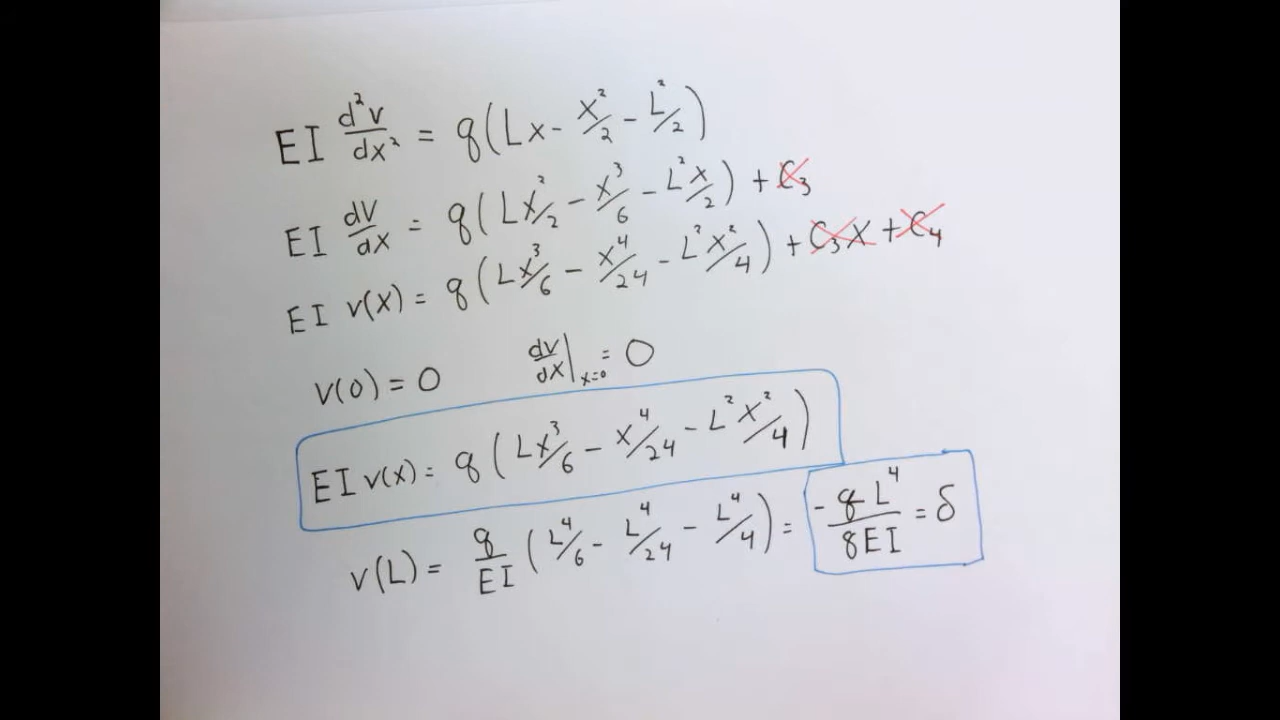 EI d²v/dx² = q(Lx - x²/2 - L²/2)
EI dv/dx = q(Lx²/2 - x³/6 - L²x/2) + C₃
EI v(x) = q(Lx³/6 - x⁴/24 - L²x²/4) + C₃x + C₄
v(0) = 0 dv/dx|ₓ₌₀ = 0
EI v(x) = q(Lx³/6 - x⁴/24 - L²x²/4)
v(L) = q/EI (L⁴/6 - L⁴/24 - L⁴/4) = -qL⁴/8EI = δ